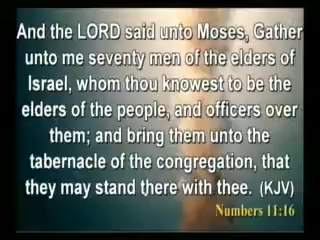 And the LORD said unto Moses, Gather
unto me seventy men of the elders of
Israel, whom thou knowest to be the
elders of the people, and officers over
them; and bring them unto the
tabernacle of the congregation, that
they may stand there with thee. (KJV)
Numbers 11:16